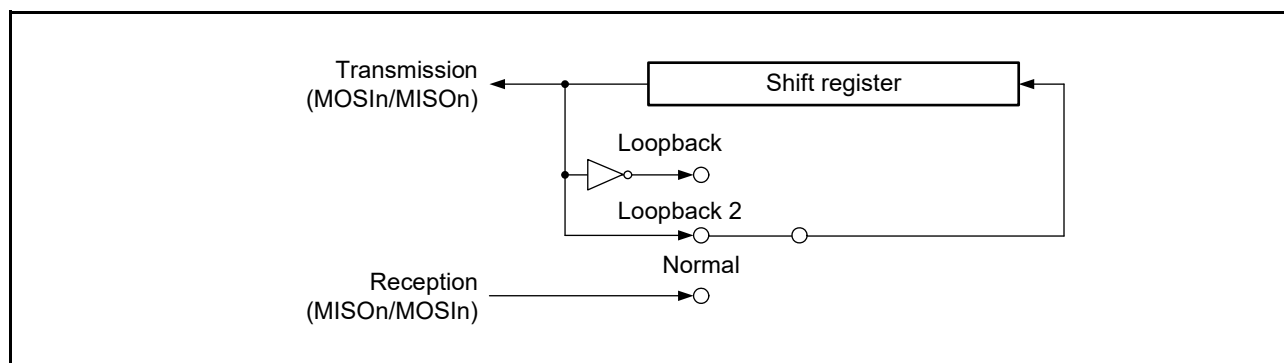 Transmission
(MOSIn/MISOn)
Shift register
Loopback
Loopback 2
Normal
Reception
(MISOn/MOSIn)